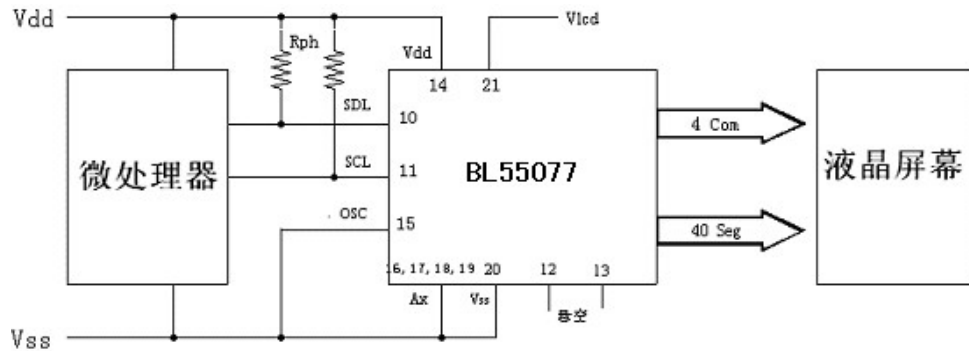 Vdd
Vlcd
Rph
Vdd
14
21
SDL
10
4 Com
微处理器
SCL
11
BL55077
液晶屏幕
OSC
15
40 Seg
16, 17, 18, 19
20
12
13
Ax
Vss
悬空
Vss